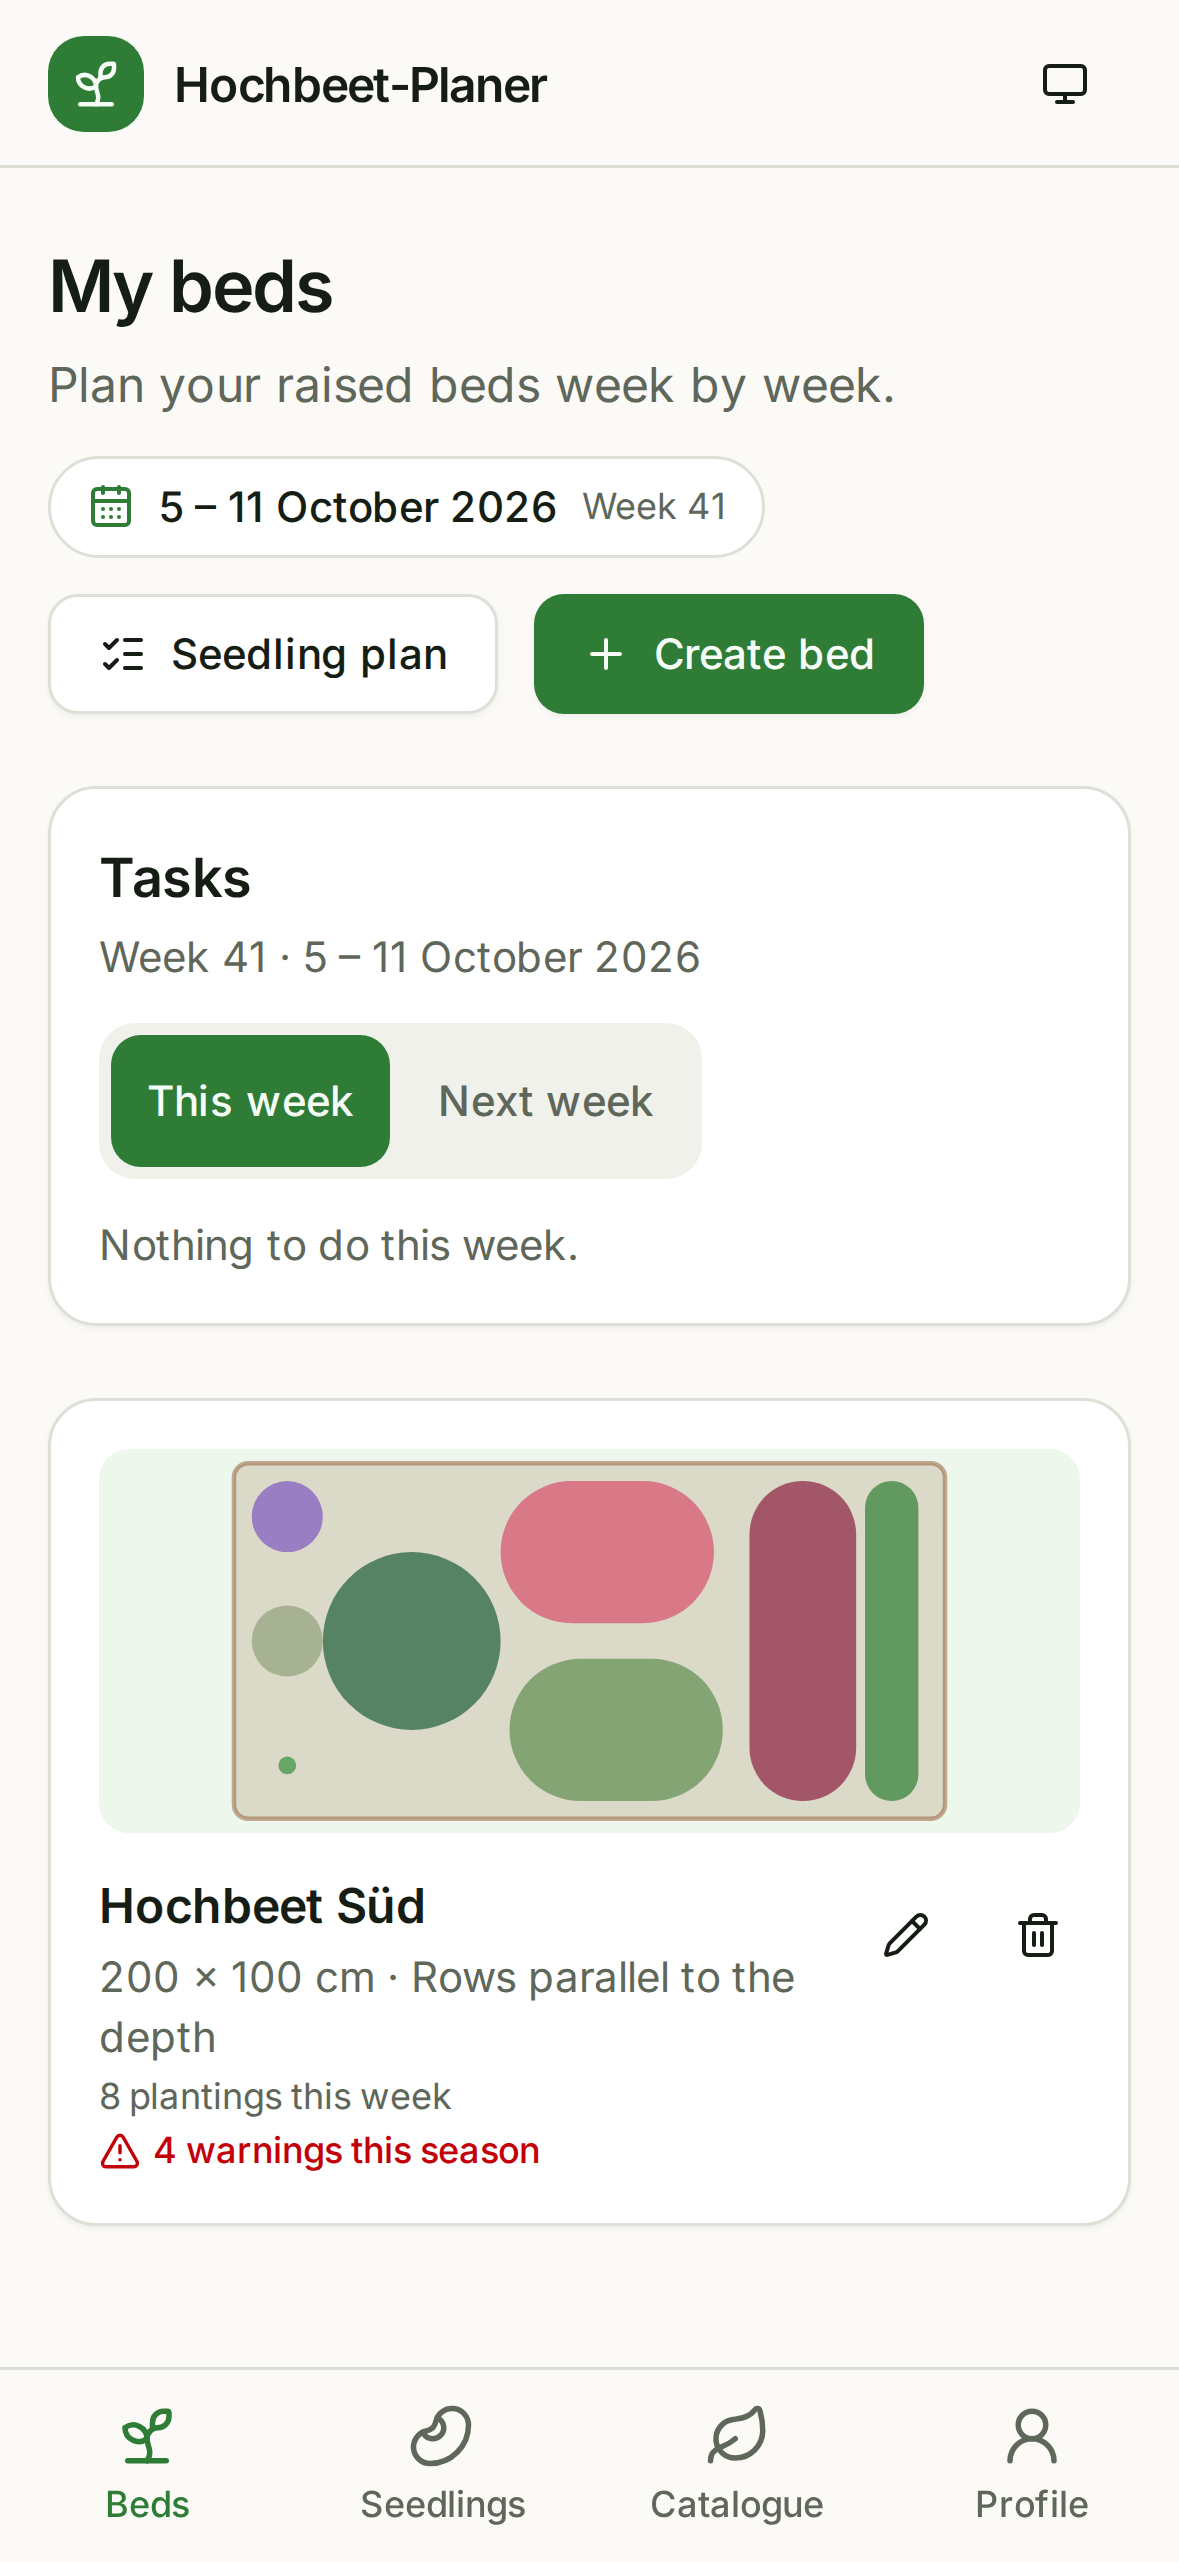 Hochbeet-Planer
My beds
Plan your raised beds week by week.
5 – 11 October 2026 Week 41
Seedling plan
Create bed
Tasks
Week 41 · 5 – 11 October 2026
This week
Next week
Nothing to do this week.
Hochbeet Süd
200 × 100 cm · Rows parallel to the
depth
8 plantings this week
4 warnings this season
Beds
Seedlings
Catalogue
Profile